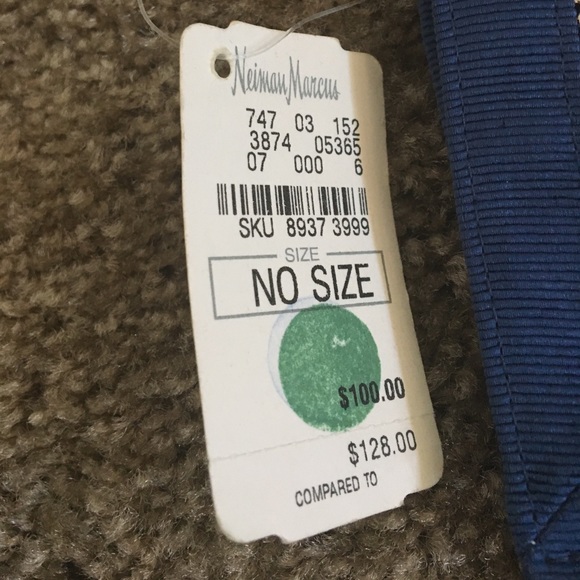 Neiman Marcus
747 03 152
3874 05365
07 000 6
SKU 8937 3999
SIZE
NO SIZE
$100.00
$128.00
COMPARED TO